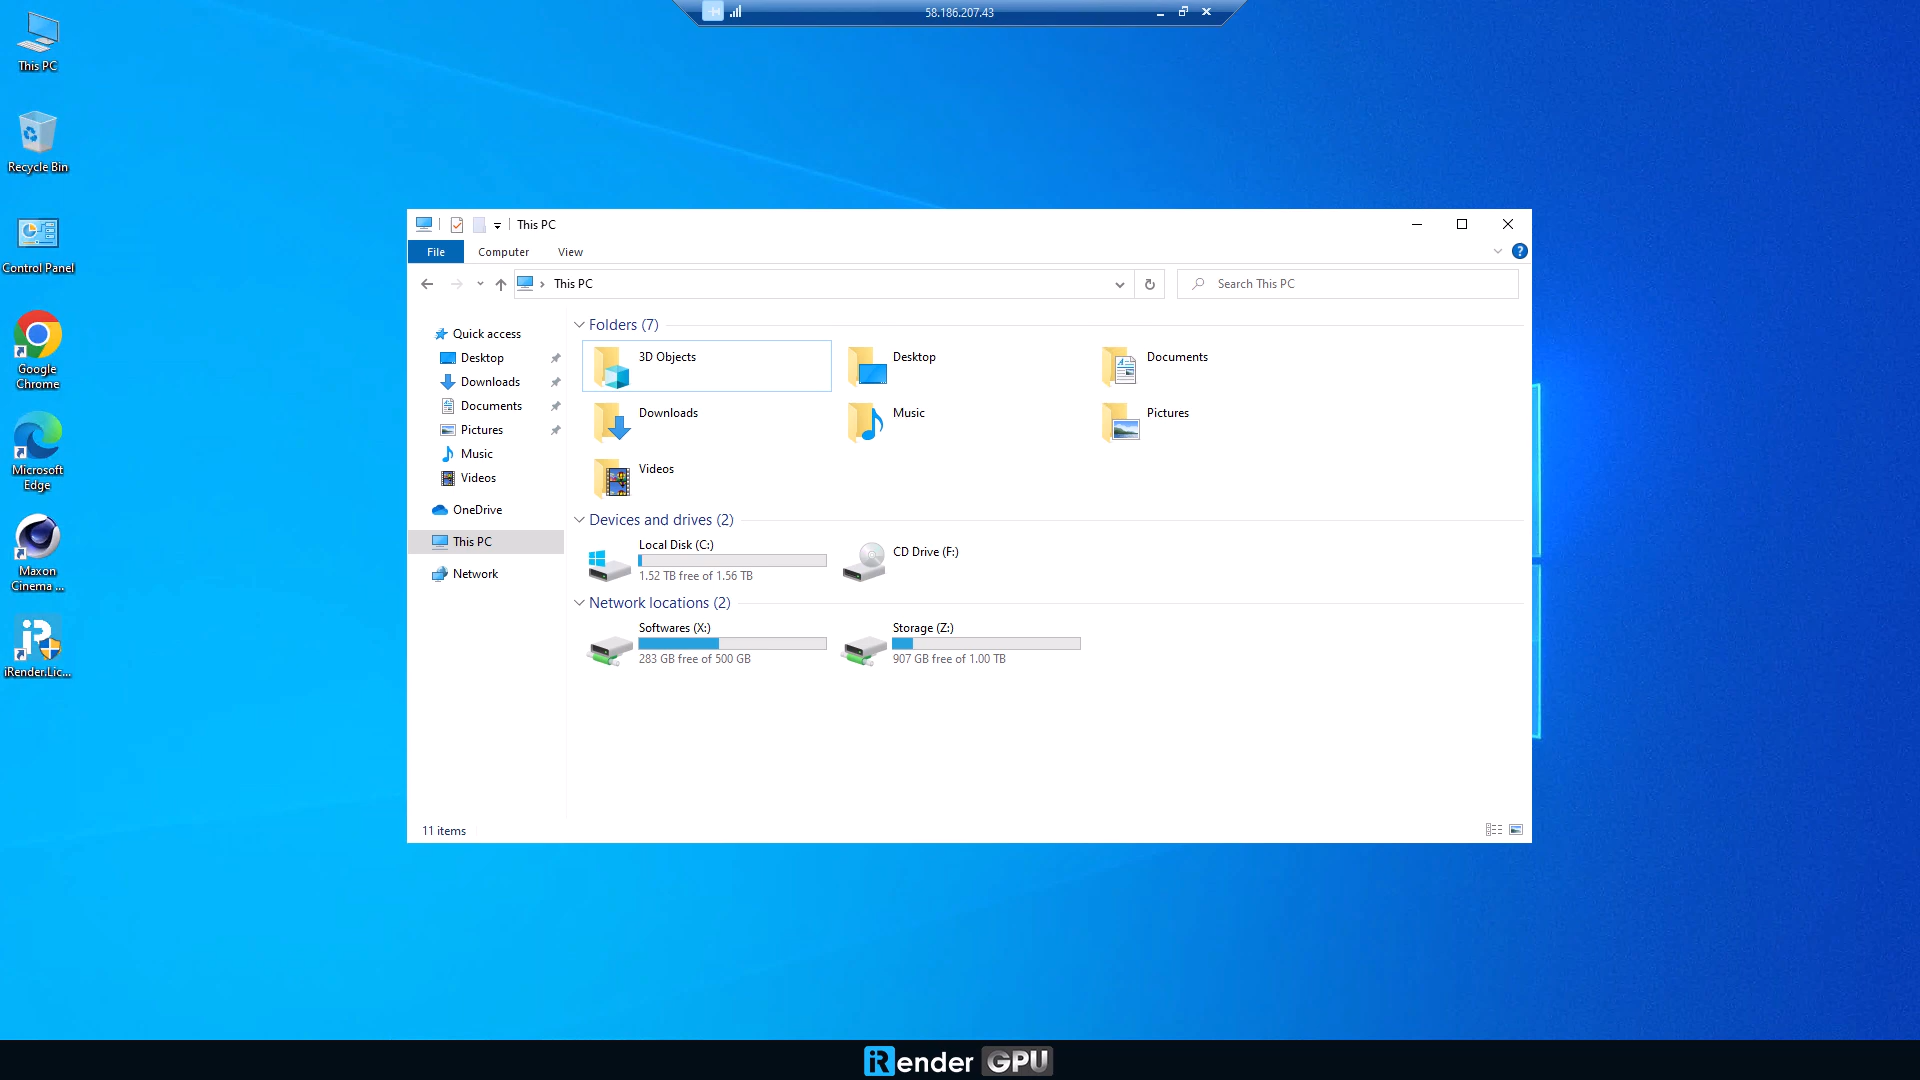 58.186.207.43
This PC
Recycle Bin
Control Panel
Google
Chrome
Microsoft
Edge
Maxon
Cinema ...
iRender.Lic...
This PC
File
Computer
View
?
This PC
Search This PC
Quick access
Desktop
Downloads
Documents
Pictures
Music
Videos
OneDrive
This PC
Network
Folders (7)
3D Objects
Desktop
Documents
Downloads
Music
Pictures
Videos
Devices and drives (2)
Local Disk (C:)
1.52 TB free of 1.56 TB
CD Drive (F:)
Network locations (2)
Softwares (X:)
283 GB free of 500 GB
Storage (Z:)
907 GB free of 1.00 TB
11 items
iRender GPU